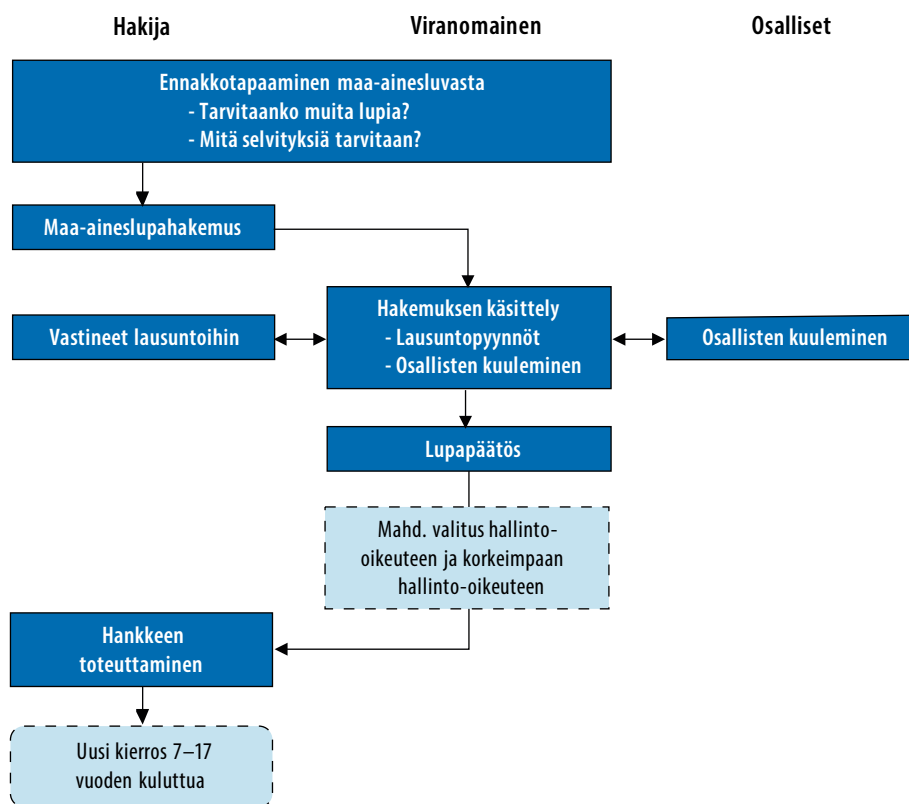 Hakija
Viranomainen
Osalliset
Ennakkotapaaminen maa-ainesluvasta
- Tarvitaanko muita lupia?
- Mitä selvityksiä tarvitaan?
Maa-aineslupahakemus
Hakemuksen käsittely
- Lausuntopyynnöt
- Osallisten kuuleminen
Vastineet lausuntoihin
Osallisten kuuleminen
Lupapäätös
Mahd. valitus hallinto-
oikeuteen ja korkeimpaan
hallinto-oikeuteen
Hankkeen
toteuttaminen
Uusi kierros 7–17
vuoden kuluttua